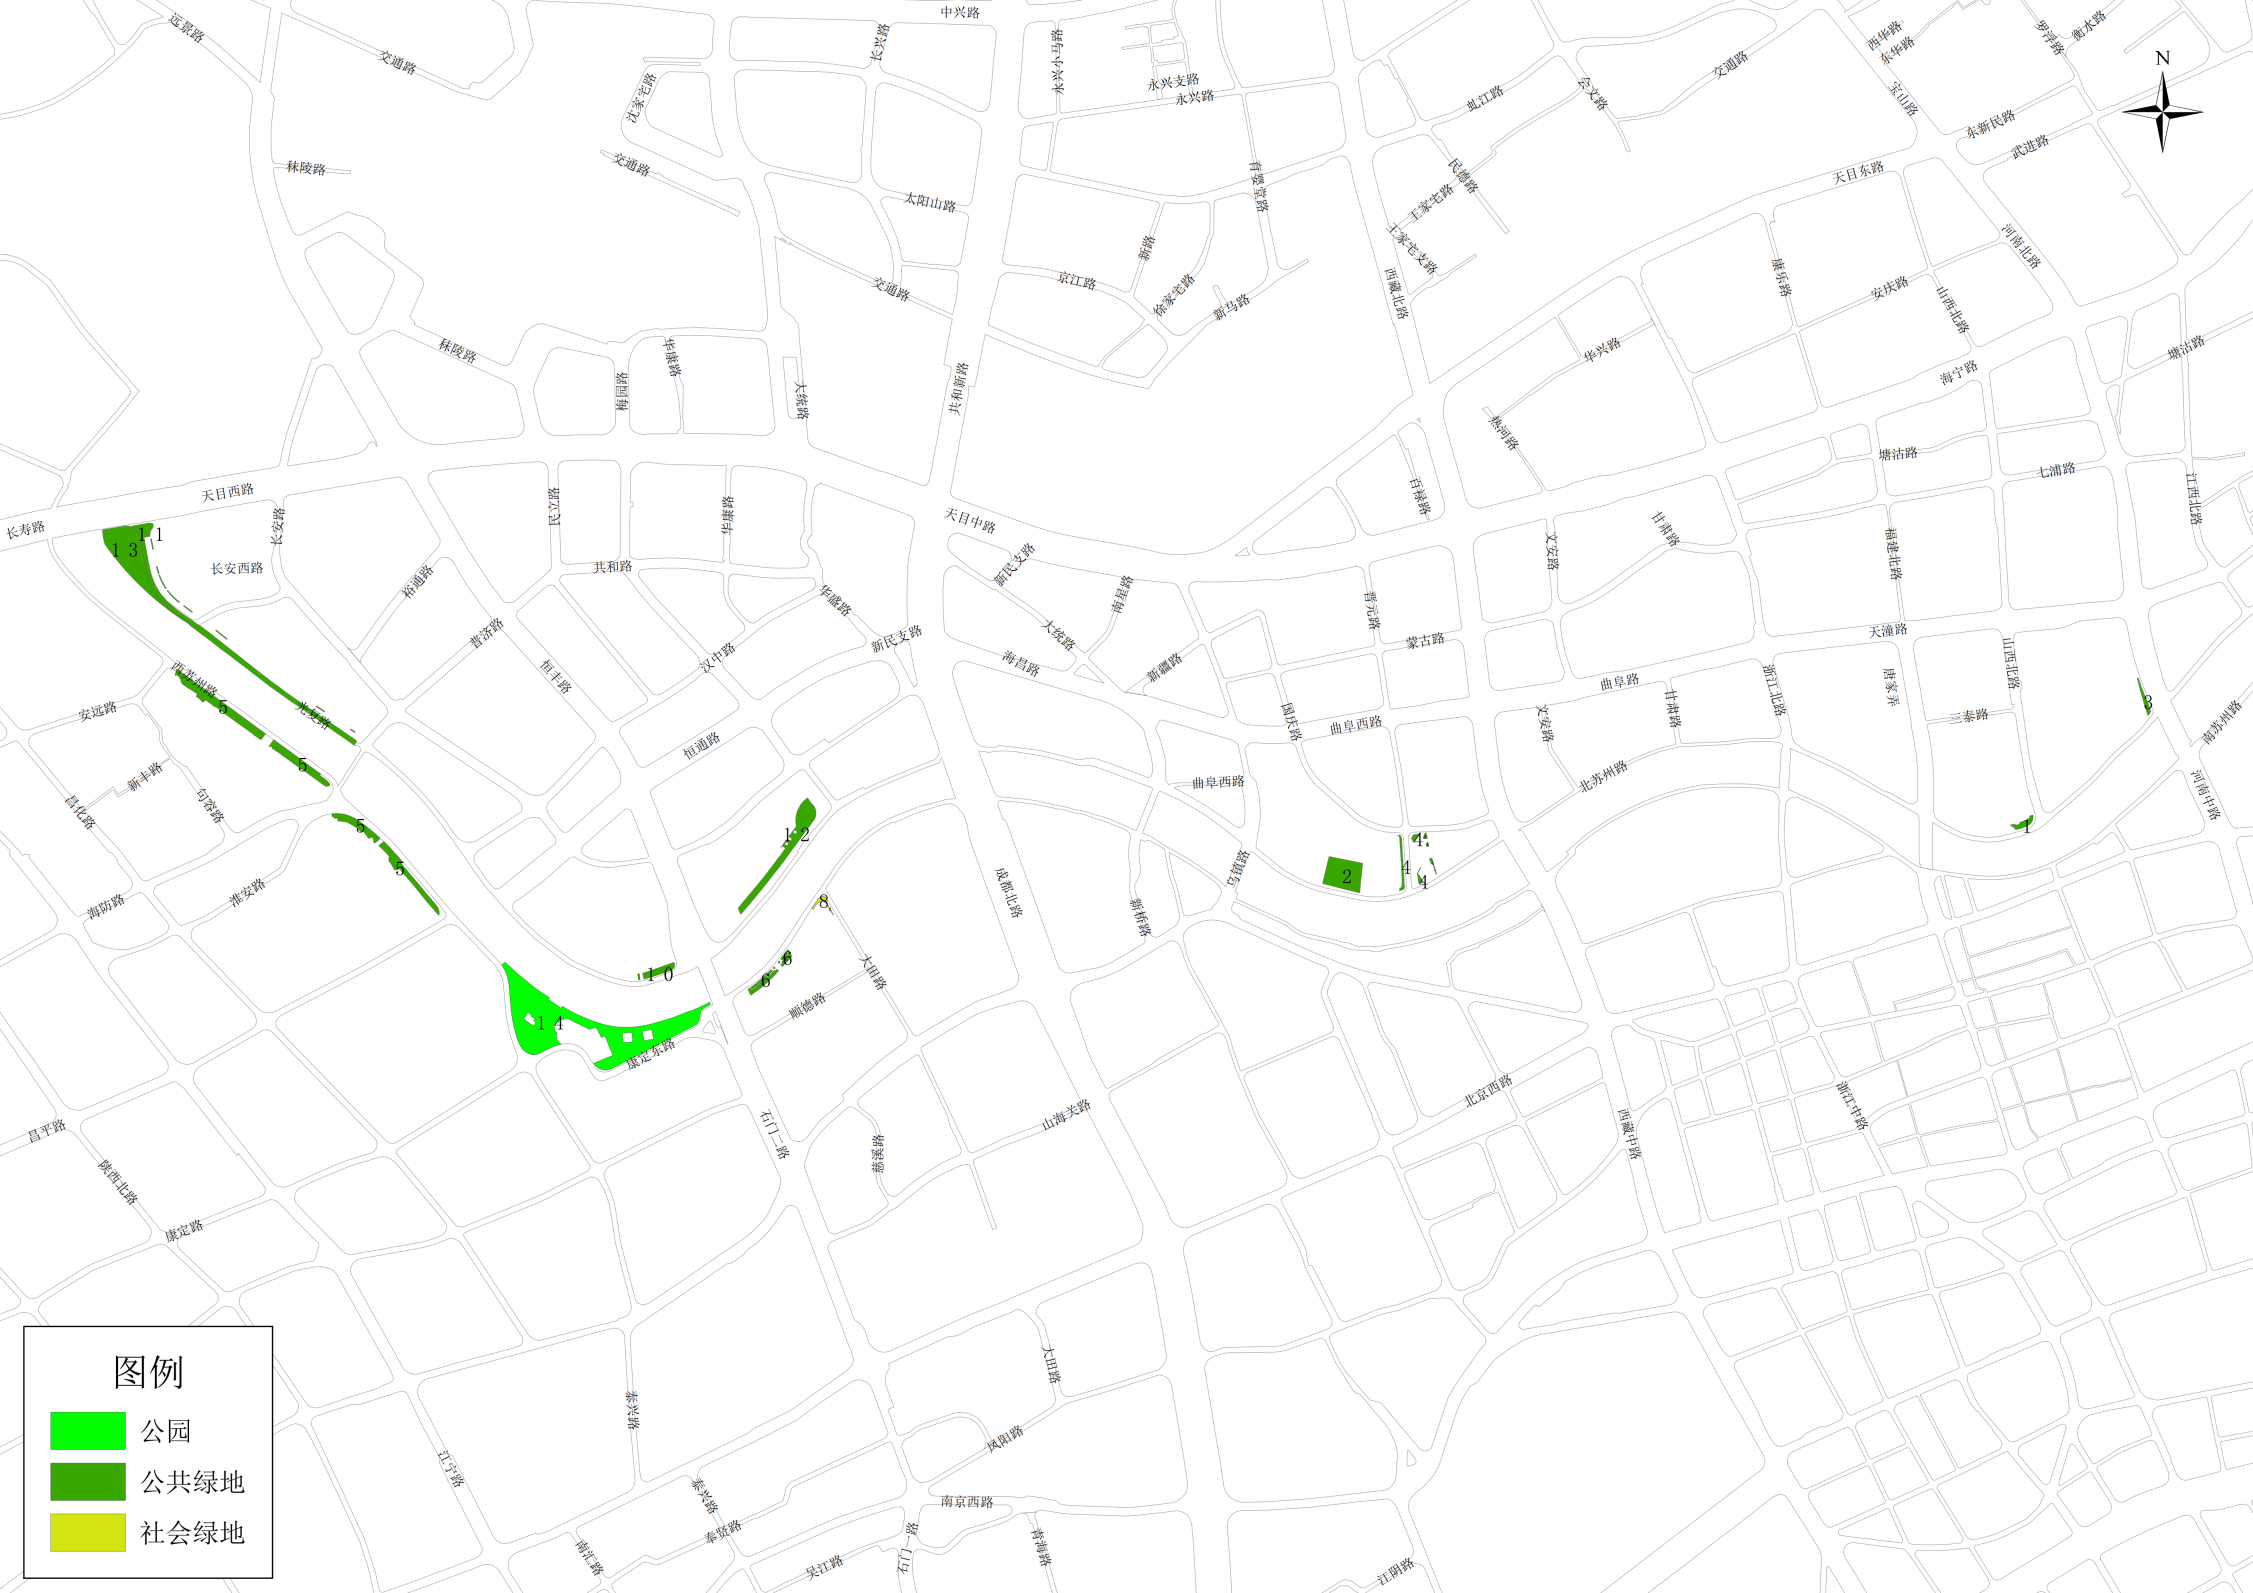 中兴路
远景路
交通路
长兴路
永兴小马路
永兴支路
永兴路
沈家宅路
虬江路
会文路
交通路
西华路
东华路
罗浮路
衡水路
宝山路
N
东新民路
武进路
秣陵路
交通路
太阳山路
育婴堂路
民德路
王家宅路
王家宅支路
天目东路
河南北路
新路
京江路
徐家宅路
新马路
交通路
西藏北路
康乐路
安庆路
山西北路
秣陵路
华康路
梅园路
大统路
共和新路
华兴路
海宁路
塘沽路
热河路
塘沽路
七浦路
天目西路
长寿路
长安路
民立路
华康路
天目中路
百禄路
文安路
甘肃路
福建北路
江西北路
11
13
长安西路
裕通路
共和路
新民支路
南星路
华盛路
新民支路
大统路
晋元路
蒙古路
天潼路
普济路
恒丰路
汉中路
海昌路
新疆路
西苏州路
5
安远路
光复路
曲阜路
甘肃路
浙江北路
唐家弄
山西北路
三泰路
3
南苏州路
国庆路
曲阜西路
文安路
恒通路
5
新丰路
昌化路
句容路
曲阜西路
北苏州路
河南中路
5
12
5
4
4
4
2
1
乌镇路
成都北路
新桥路
淮安路
海防路
8
6
6
10
大田路
顺德路
14
康定东路
石门二路
慈溪路
山海关路
北京西路
西藏中路
浙江中路
昌平路
陕西北路
康定路
大田路
泰兴路
江宁路
凤阳路
南京西路
泰兴路
奉贤路
南汇路
吴江路
石门一路
青海路
江阴路
图例
公园
公共绿地
社会绿地